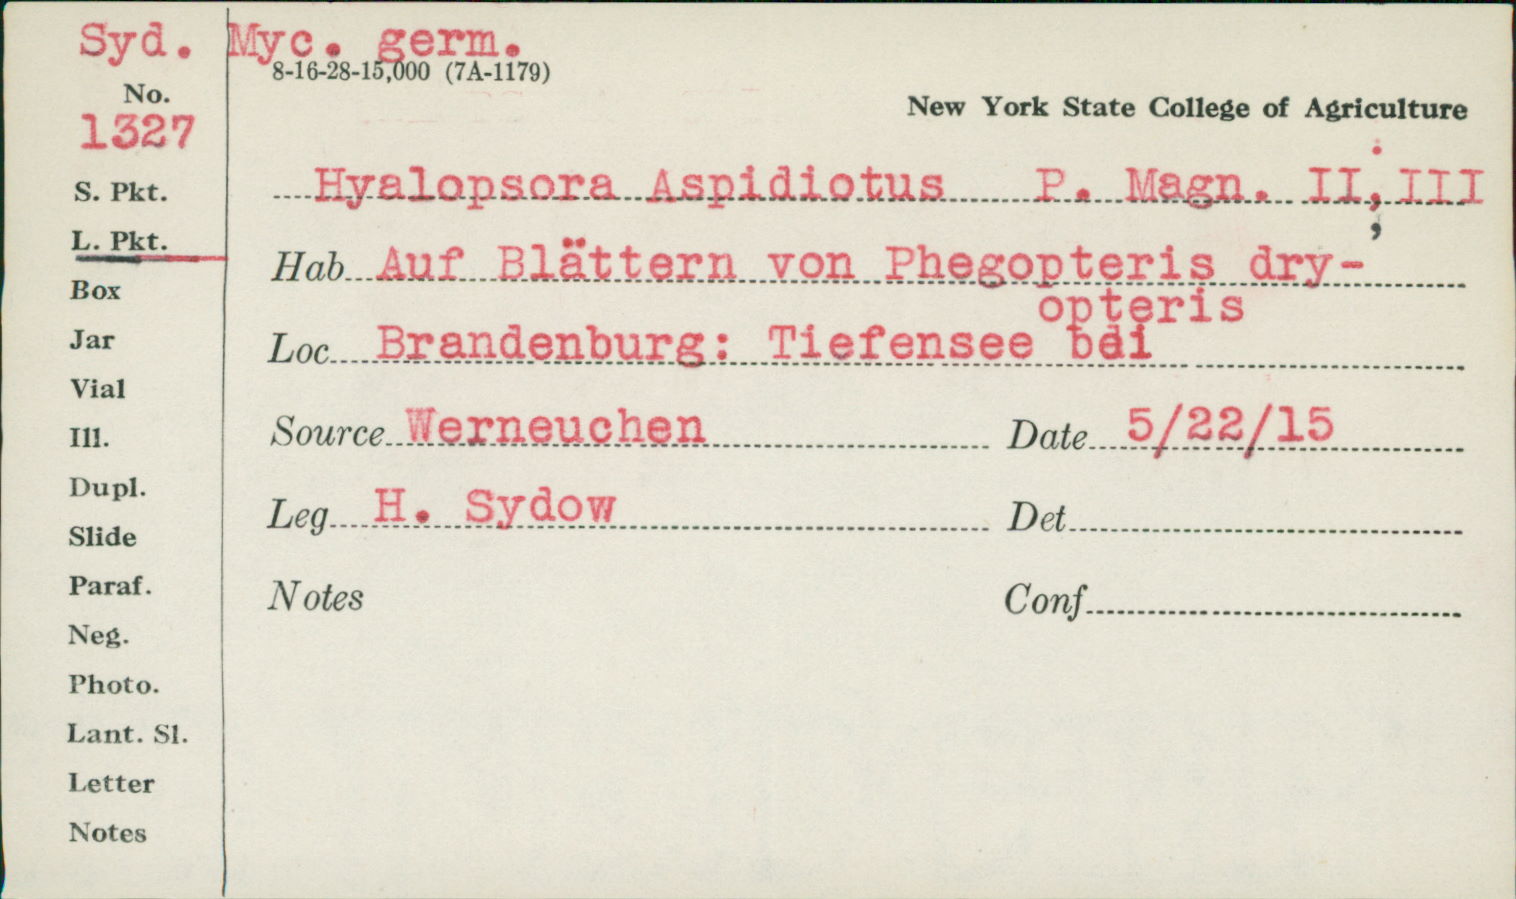 Syd. Myc. germ.
8-16-28-15,000 (7A-1179)
No.
1327
New York State College of Agriculture
S. Pkt.
Hyalopsora Aspidiotus P. Magn. II, III
L. Pkt.
Hab Auf Blättern von Phegopteris dry-
opteris
Box
Jar
Loc Brandenburg: Tiefensee bei
Vial
Ill.
Source Werneuchen Date 5/22/15
Dupl.
Leg H. Sydow Det
Slide
Paraf.
Notes Conf
Neg.
Photo.
Lant. Sl.
Letter
Notes